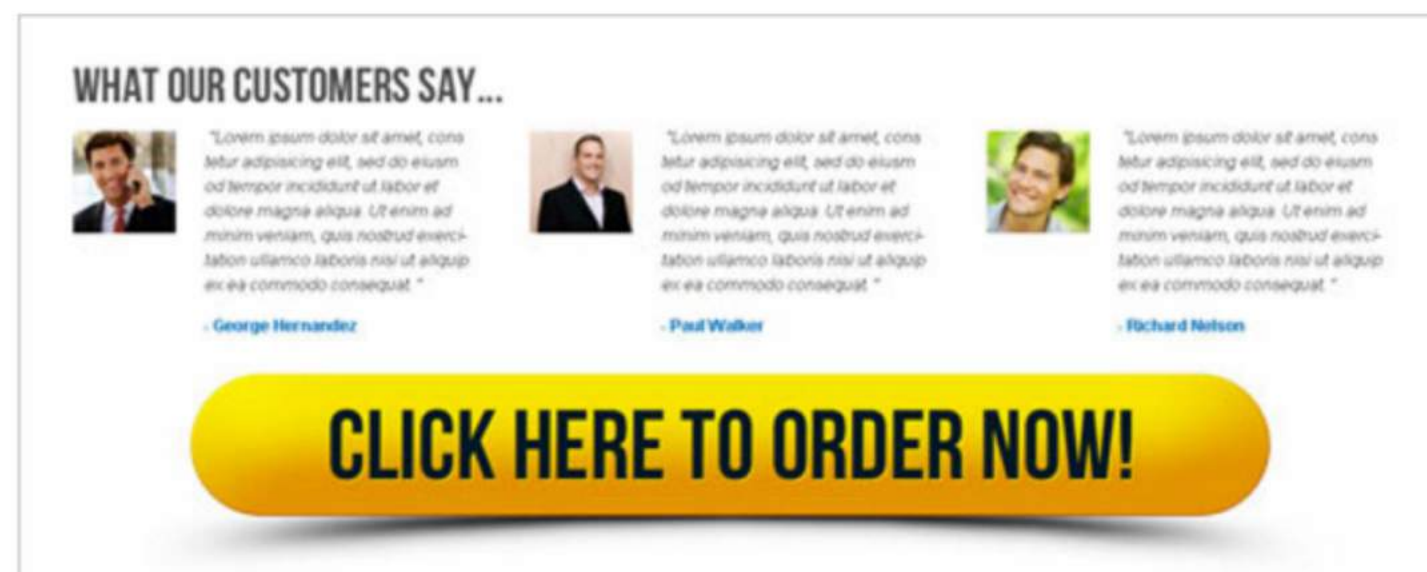 WHAT OUR CUSTOMERS SAY...
"Lorem ipsum dolor sit amet, cons
tetur adipisicing elit, sed do eiusm
od tempor incididunt ut labor et
dolore magna aliqua. Ut enim ad
minim veniam, quis nostrud exerci-
tation ullamco laboris nisi ut aliquip
ex ea commodo consequat. "
- George Hernandez
"Lorem ipsum dolor sit amet, cons
tetur adipisicing elit, sed do eiusm
od tempor incididunt ut labor et
dolore magna aliqua. Ut enim ad
minim veniam, quis nostrud exerci-
tation ullamco laboris nisi ut aliquip
ex ea commodo consequat. "
- Paul Walker
"Lorem ipsum dolor sit amet, cons
tetur adipisicing elit, sed do eiusm
od tempor incididunt ut labor et
dolore magna aliqua. Ut enim ad
minim veniam, quis nostrud exerci-
tation ullamco laboris nisi ut aliquip
ex ea commodo consequat. "
- Richard Nelson
CLICK HERE TO ORDER NOW!